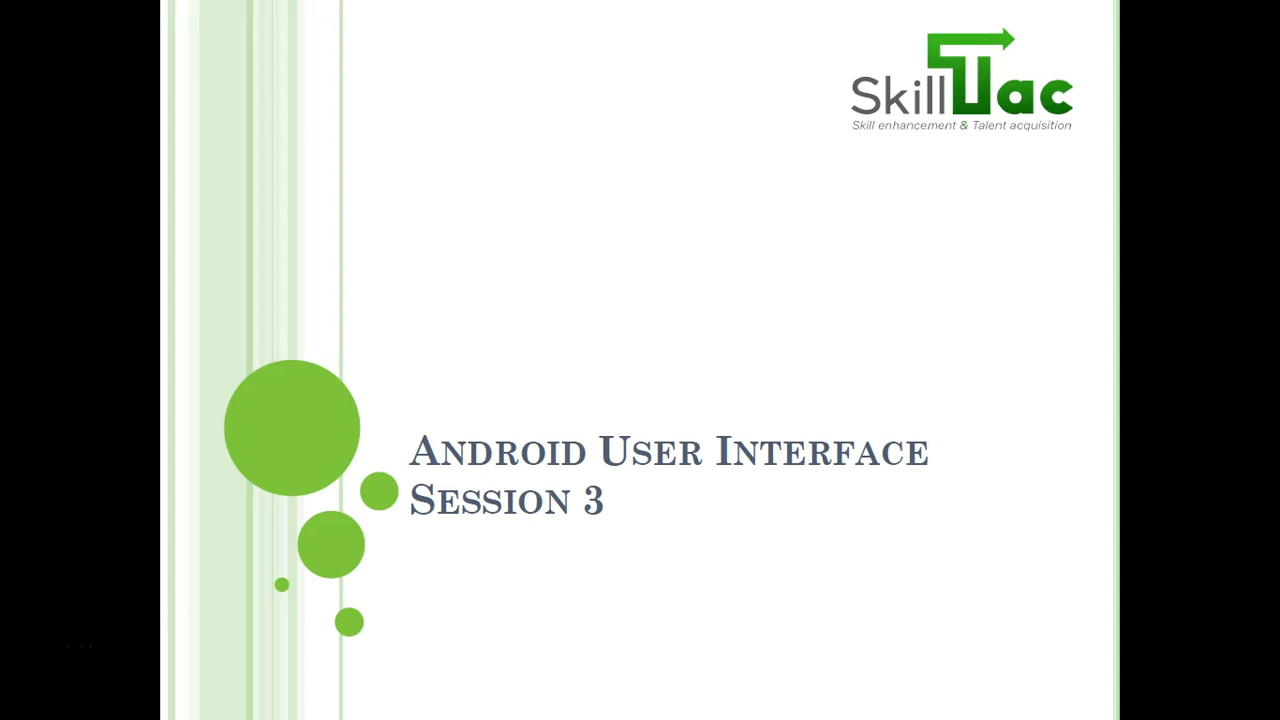 SkillTac
Skill enhancement & Talent acquisition
ANDROID USER INTERFACE
SESSION 3